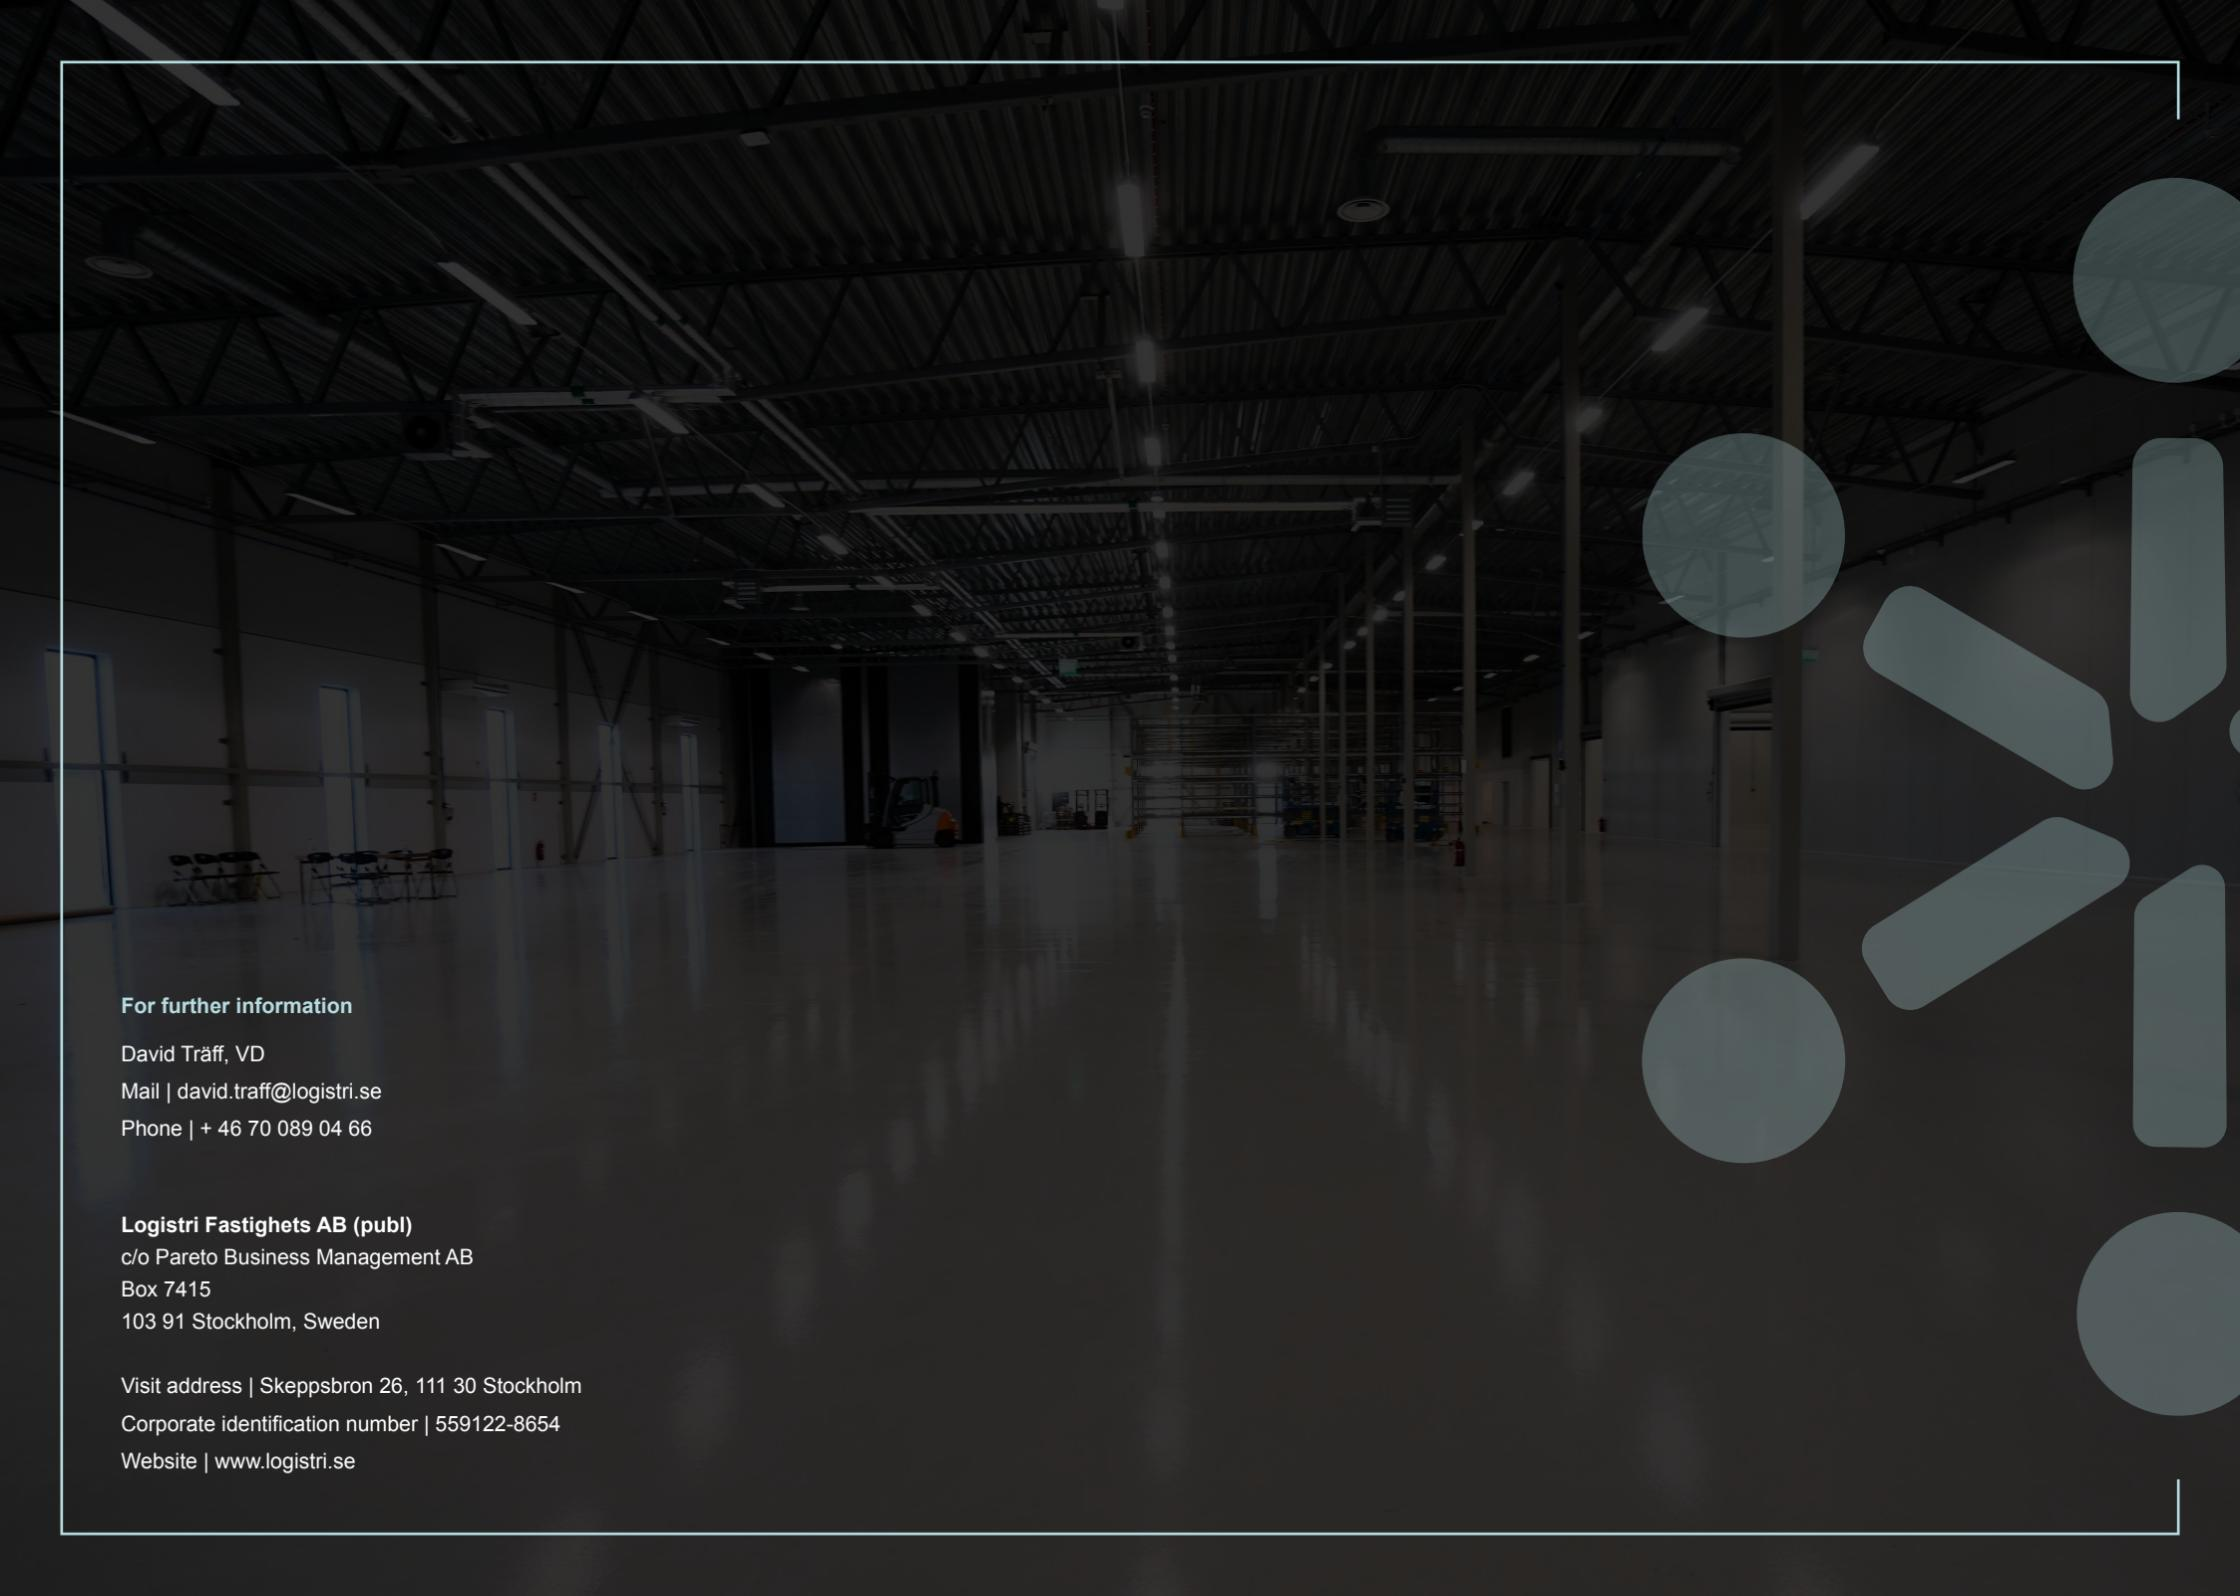 For further information
David Träff, VD
Mail | david.traff@logistri.se
Phone | + 46 70 089 04 66
Logistri Fastighets AB (publ)
c/o Pareto Business Management AB
Box 7415
103 91 Stockholm, Sweden
Visit address | Skeppsbron 26, 111 30 Stockholm
Corporate identification number | 559122-8654
Website | www.logistri.se